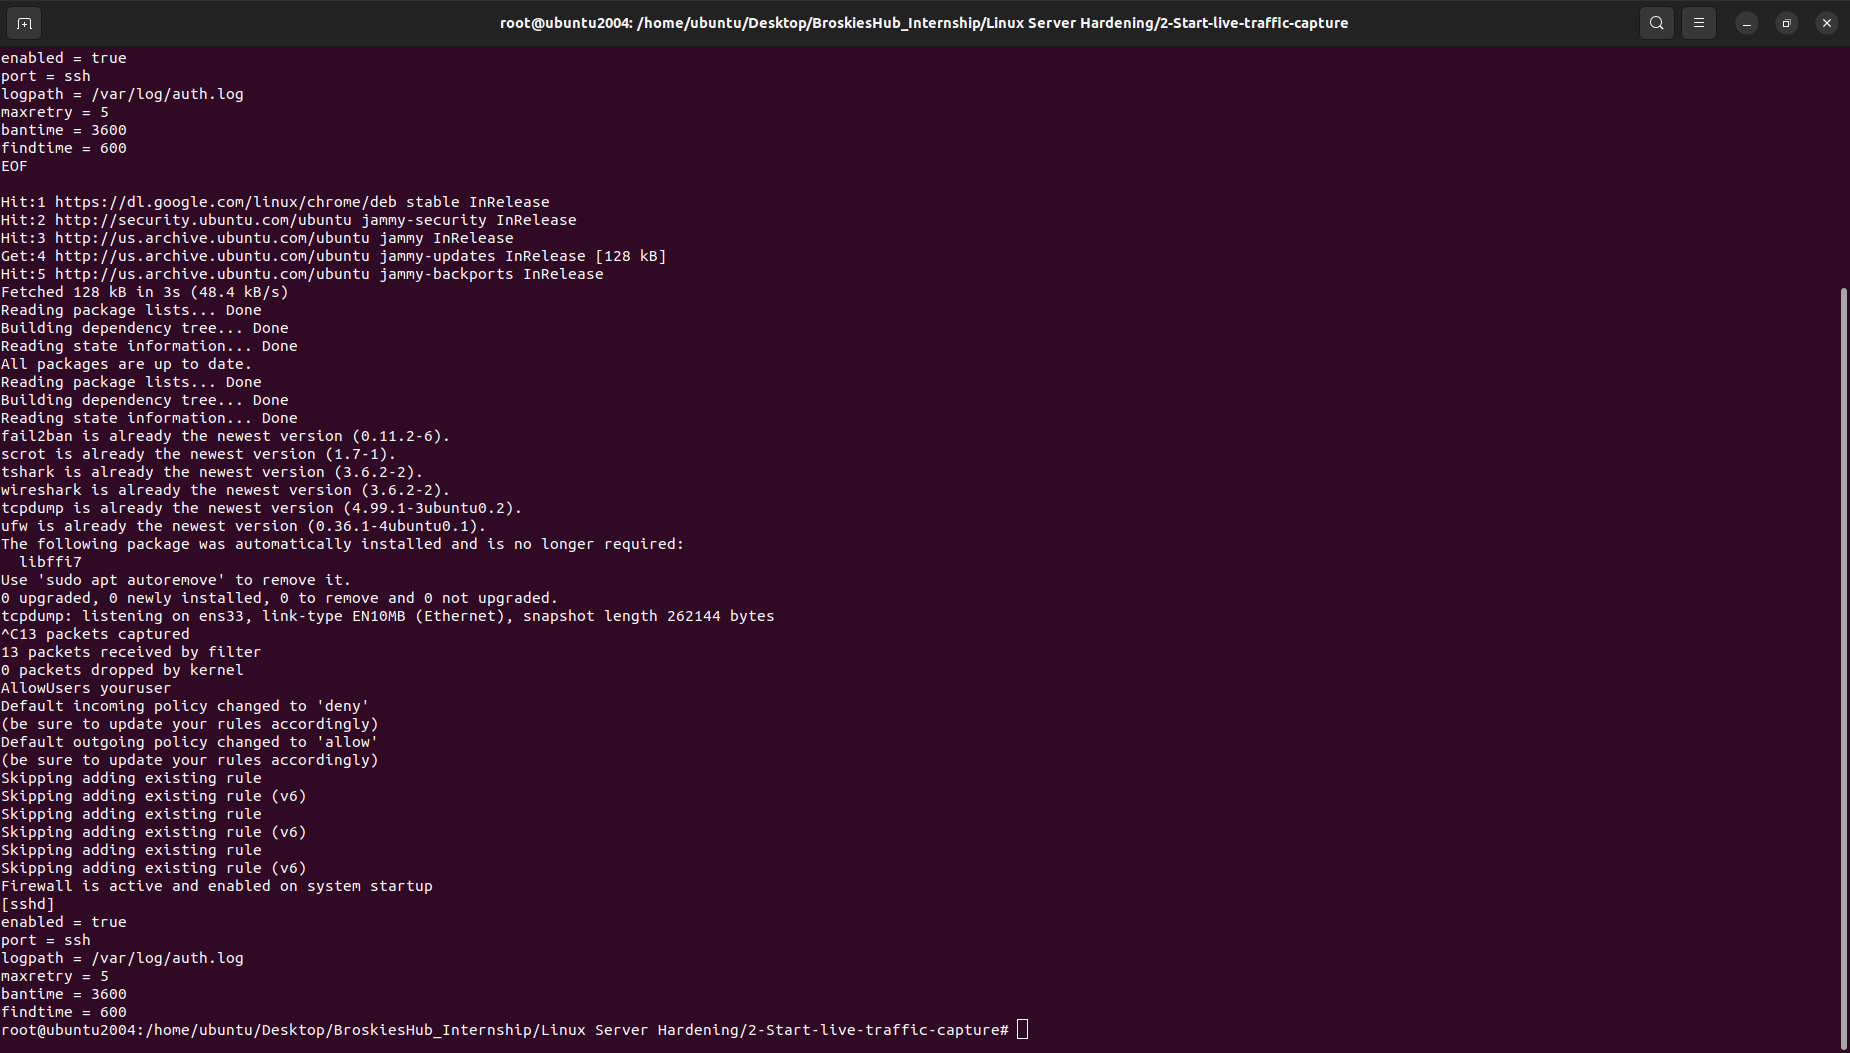 root@ubuntu2004: /home/ubuntu/Desktop/BroskiesHub_Internship/Linux Server Hardening/2-Start-live-traffic-capture
enabled = true
port = ssh
logpath = /var/log/auth.log
maxretry = 5
bantime = 3600
findtime = 600
EOF
Hit:1 https://dl.google.com/linux/chrome/deb stable InRelease
Hit:2 http://security.ubuntu.com/ubuntu jammy-security InRelease
Hit:3 http://us.archive.ubuntu.com/ubuntu jammy InRelease
Get:4 http://us.archive.ubuntu.com/ubuntu jammy-updates InRelease [128 kB]
Hit:5 http://us.archive.ubuntu.com/ubuntu jammy-backports InRelease
Fetched 128 kB in 3s (48.4 kB/s)
Reading package lists... Done
Building dependency tree... Done
Reading state information... Done
All packages are up to date.
Reading package lists... Done
Building dependency tree... Done
Reading state information... Done
fail2ban is already the newest version (0.11.2-6).
scrot is already the newest version (1.7-1).
tshark is already the newest version (3.6.2-2).
wireshark is already the newest version (3.6.2-2).
tcpdump is already the newest version (4.99.1-3ubuntu0.2).
ufw is already the newest version (0.36.1-4ubuntu0.1).
The following package was automatically installed and is no longer required:
  libffi7
Use 'sudo apt autoremove' to remove it.
0 upgraded, 0 newly installed, 0 to remove and 0 not upgraded.
tcpdump: listening on ens33, link-type EN10MB (Ethernet), snapshot length 262144 bytes
^C13 packets captured
13 packets received by filter
0 packets dropped by kernel
AllowUsers youruser
Default incoming policy changed to 'deny'
(be sure to update your rules accordingly)
Default outgoing policy changed to 'allow'
(be sure to update your rules accordingly)
Skipping adding existing rule
Skipping adding existing rule (v6)
Skipping adding existing rule
Skipping adding existing rule (v6)
Skipping adding existing rule
Skipping adding existing rule (v6)
Firewall is active and enabled on system startup
[sshd]
enabled = true
port = ssh
logpath = /var/log/auth.log
maxretry = 5
bantime = 3600
findtime = 600
root@ubuntu2004:/home/ubuntu/Desktop/BroskiesHub_Internship/Linux Server Hardening/2-Start-live-traffic-capture#